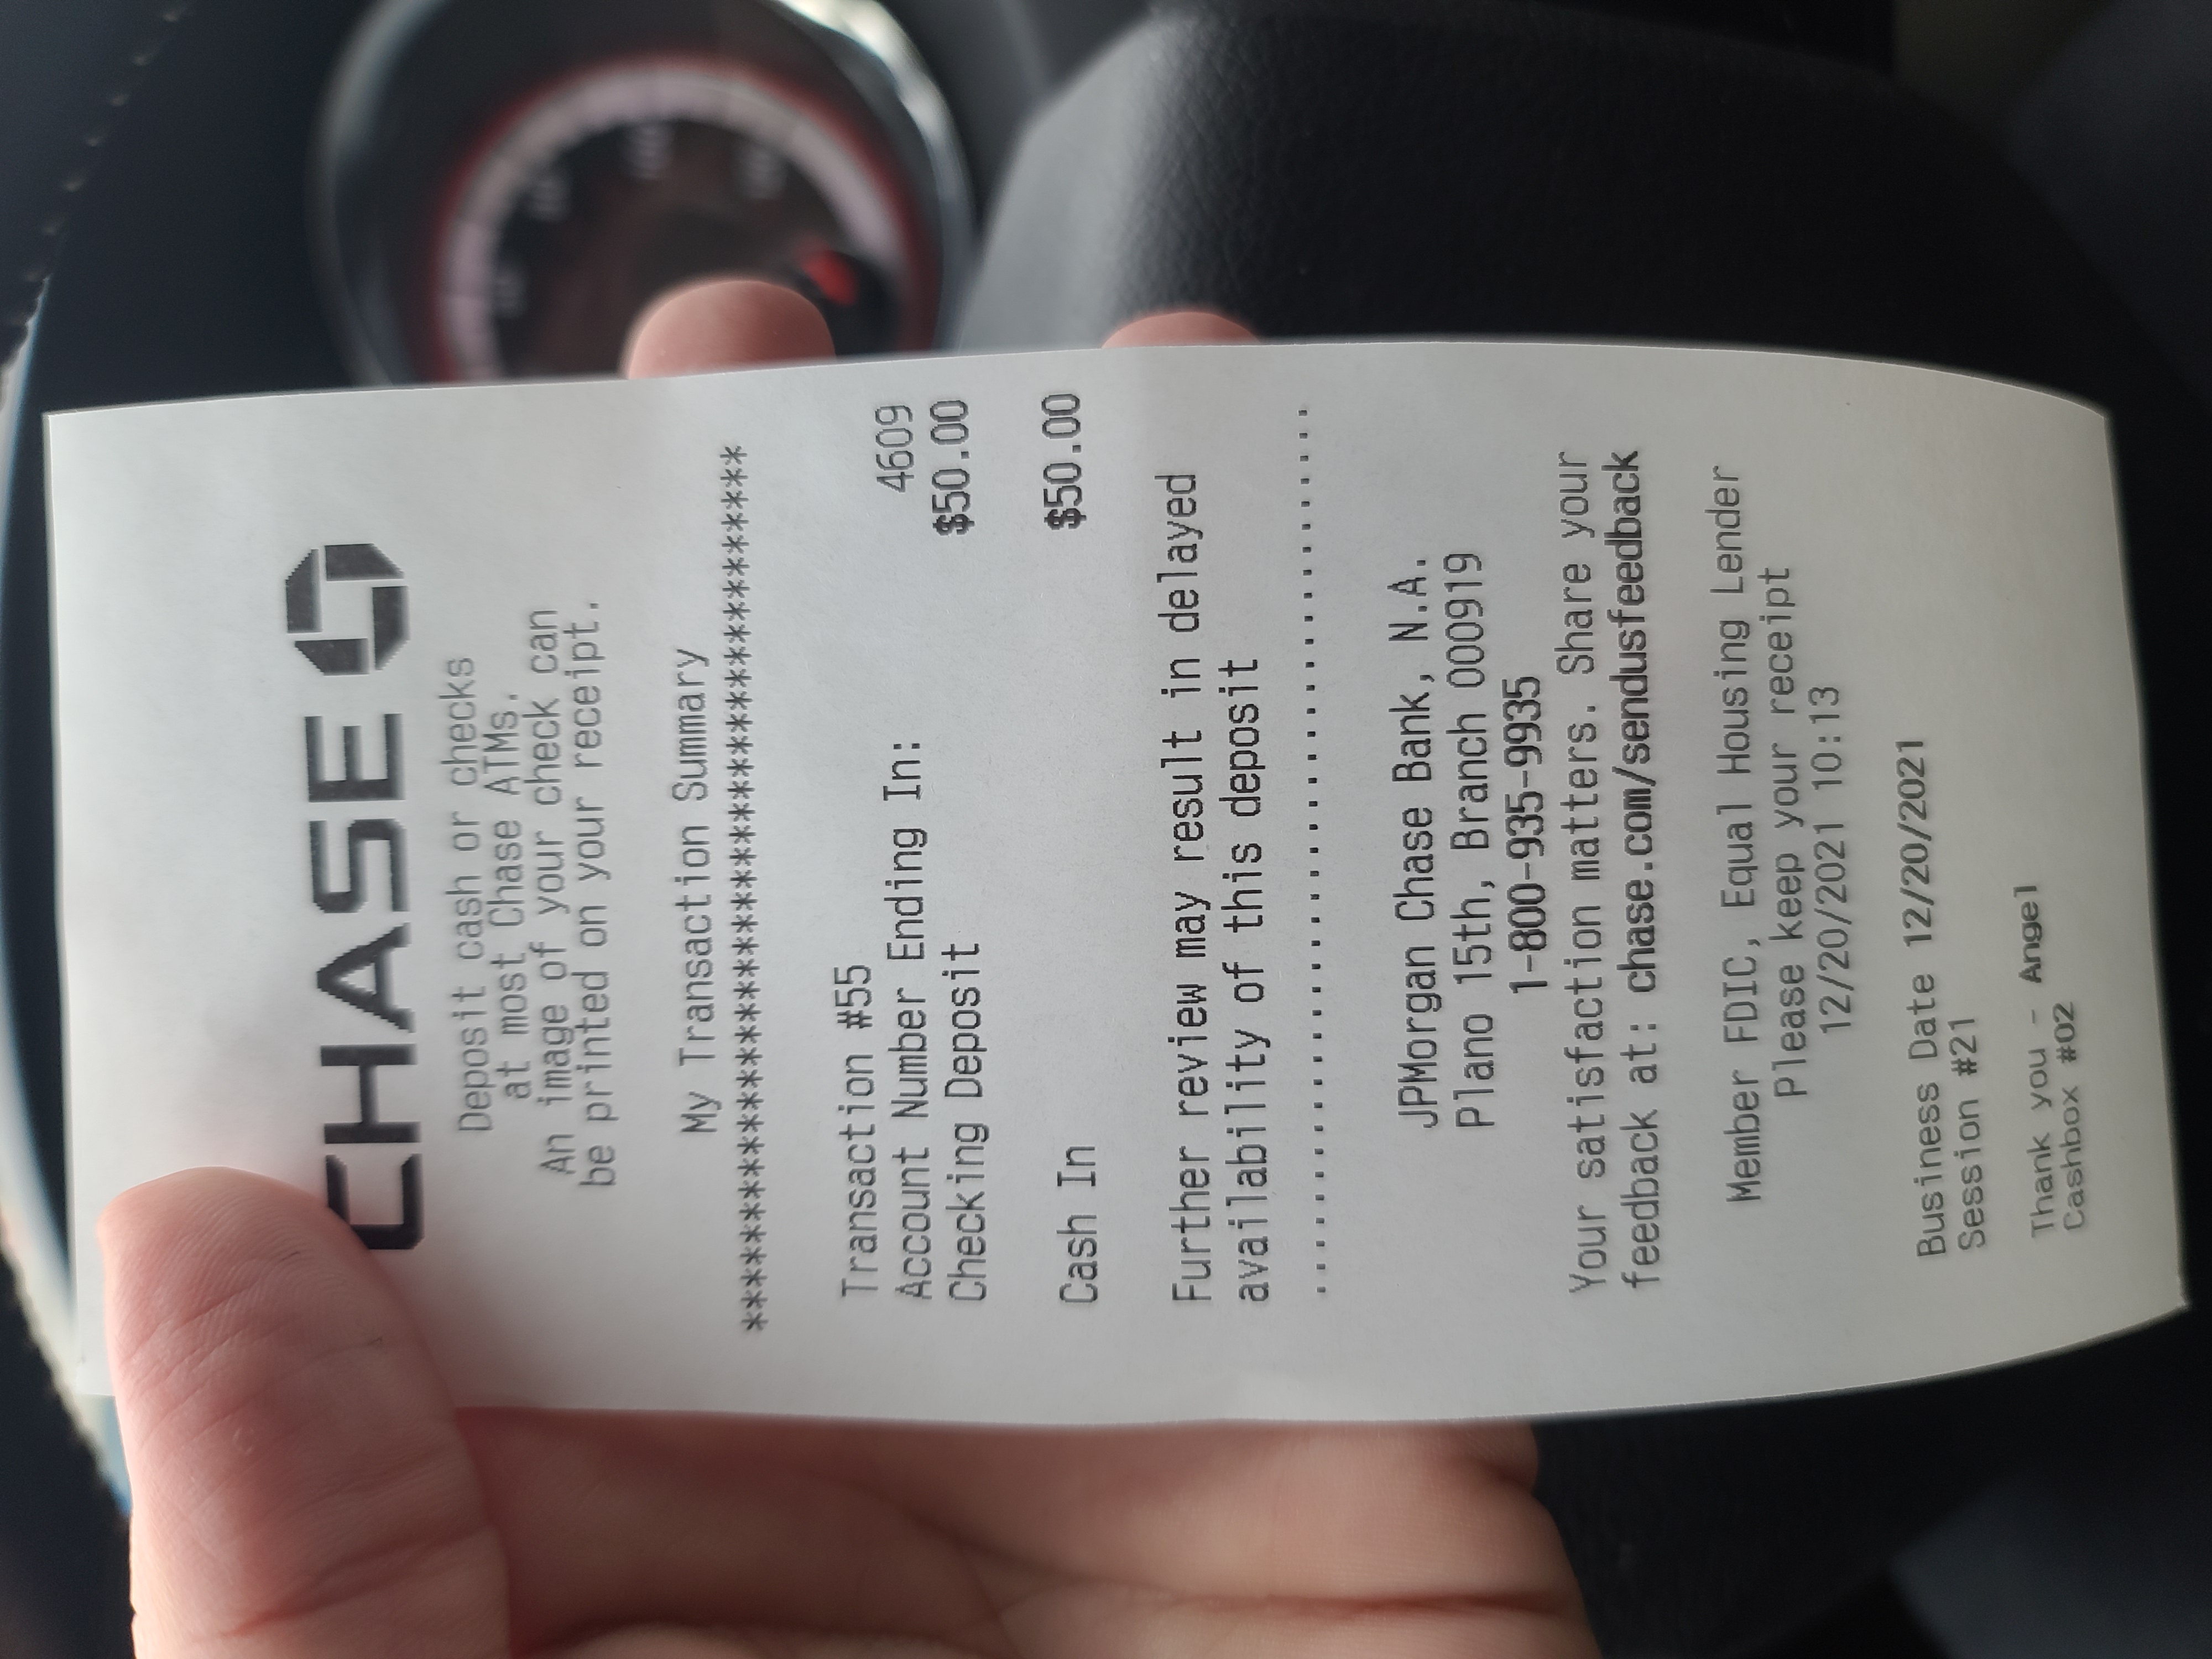 CHASE
Deposit cash or checks
at most Chase ATMs.
An image of your check can
be printed on your receipt.
My Transaction Summary
********************************
Transaction #55
Account Number Ending In: 4609
Checking Deposit $50.00
Cash In $50.00
Further review may result in delayed
availability of this deposit
JPMorgan Chase Bank, N.A.
Plano 15th, Branch 000919
1-800-935-9935
Your satisfaction matters. Share your
feedback at: chase.com/sendusfeedback
Member FDIC, Equal Housing Lender
Please keep your receipt
12/20/2021 10:13
Business Date 12/20/2021
Session #21
Thank you - Angel
Cashbox #02